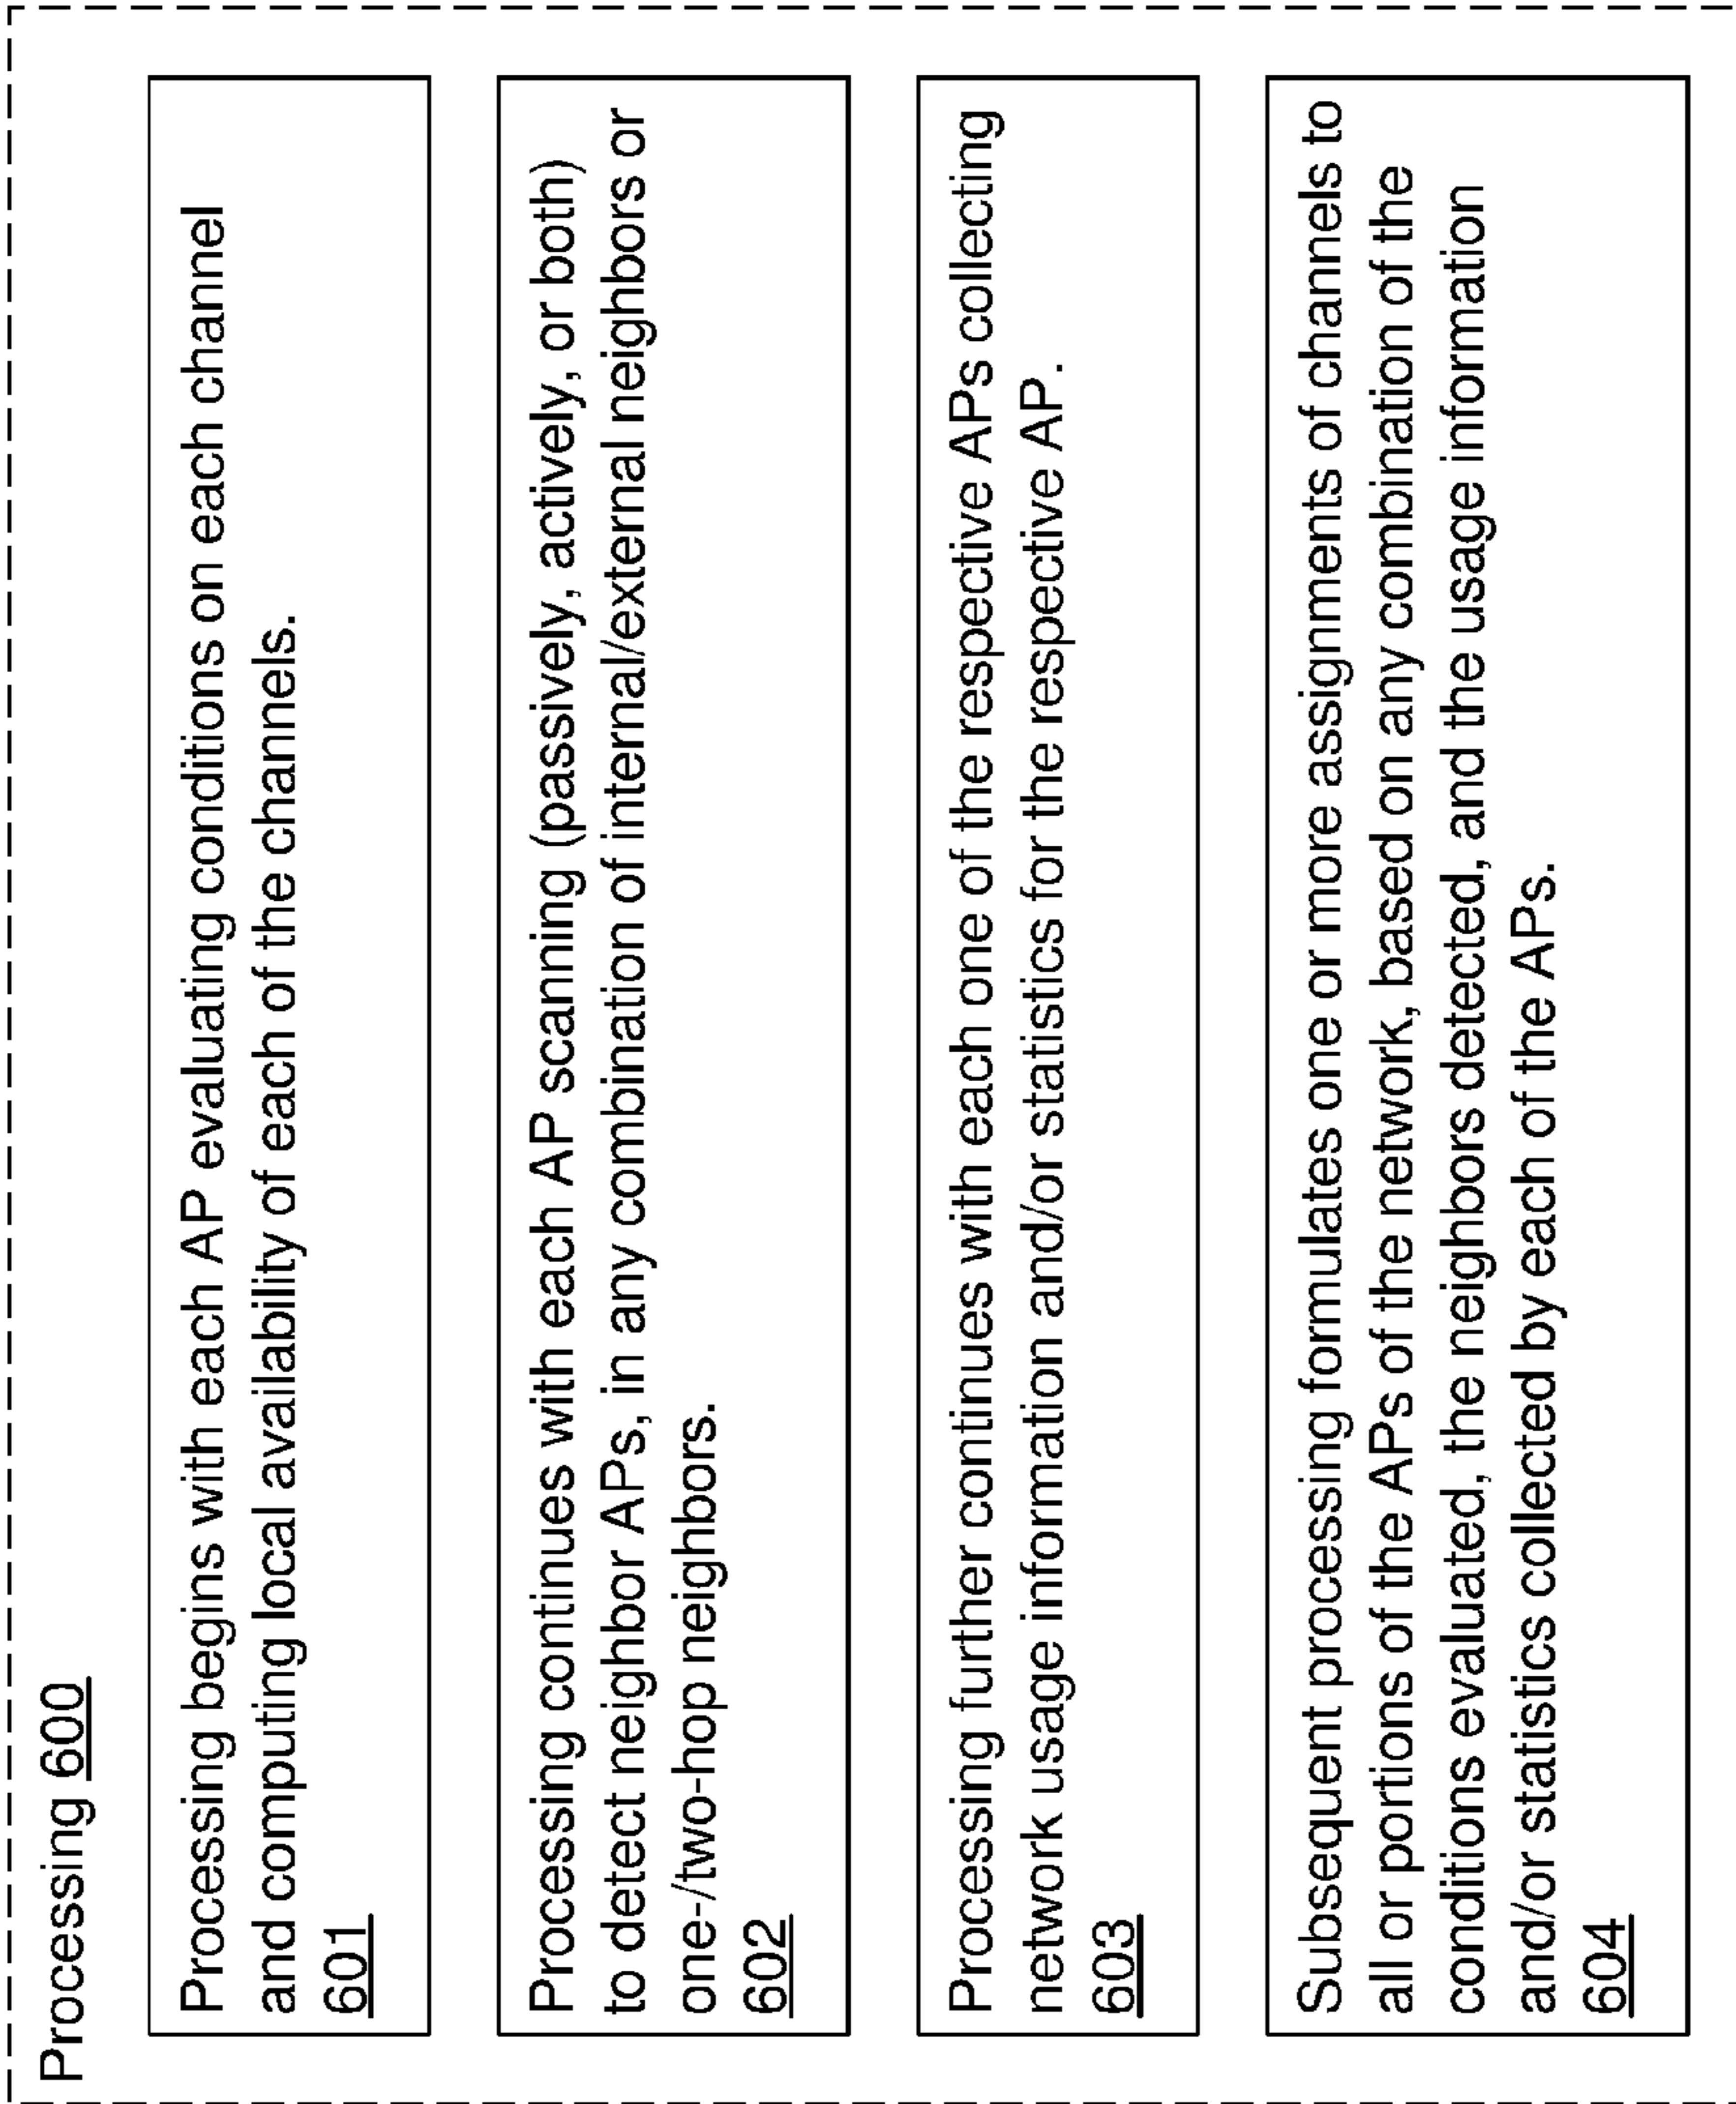 Processing 600
Processing begins with each AP evaluating conditions on each channel
and computing local availability of each of the channels.
601
Processing continues with each AP scanning (passively, actively, or both)
to detect neighbor APs, in any combination of internal/external neighbors or
one-/two-hop neighbors.
602
Processing further continues with each one of the respective APs collecting
network usage information and/or statistics for the respective AP.
603
Subsequent processing formulates one or more assignments of channels to
all or portions of the APs of the network, based on any combination of the
conditions evaluated, the neighbors detected, and the usage information
and/or statistics collected by each of the APs.
604